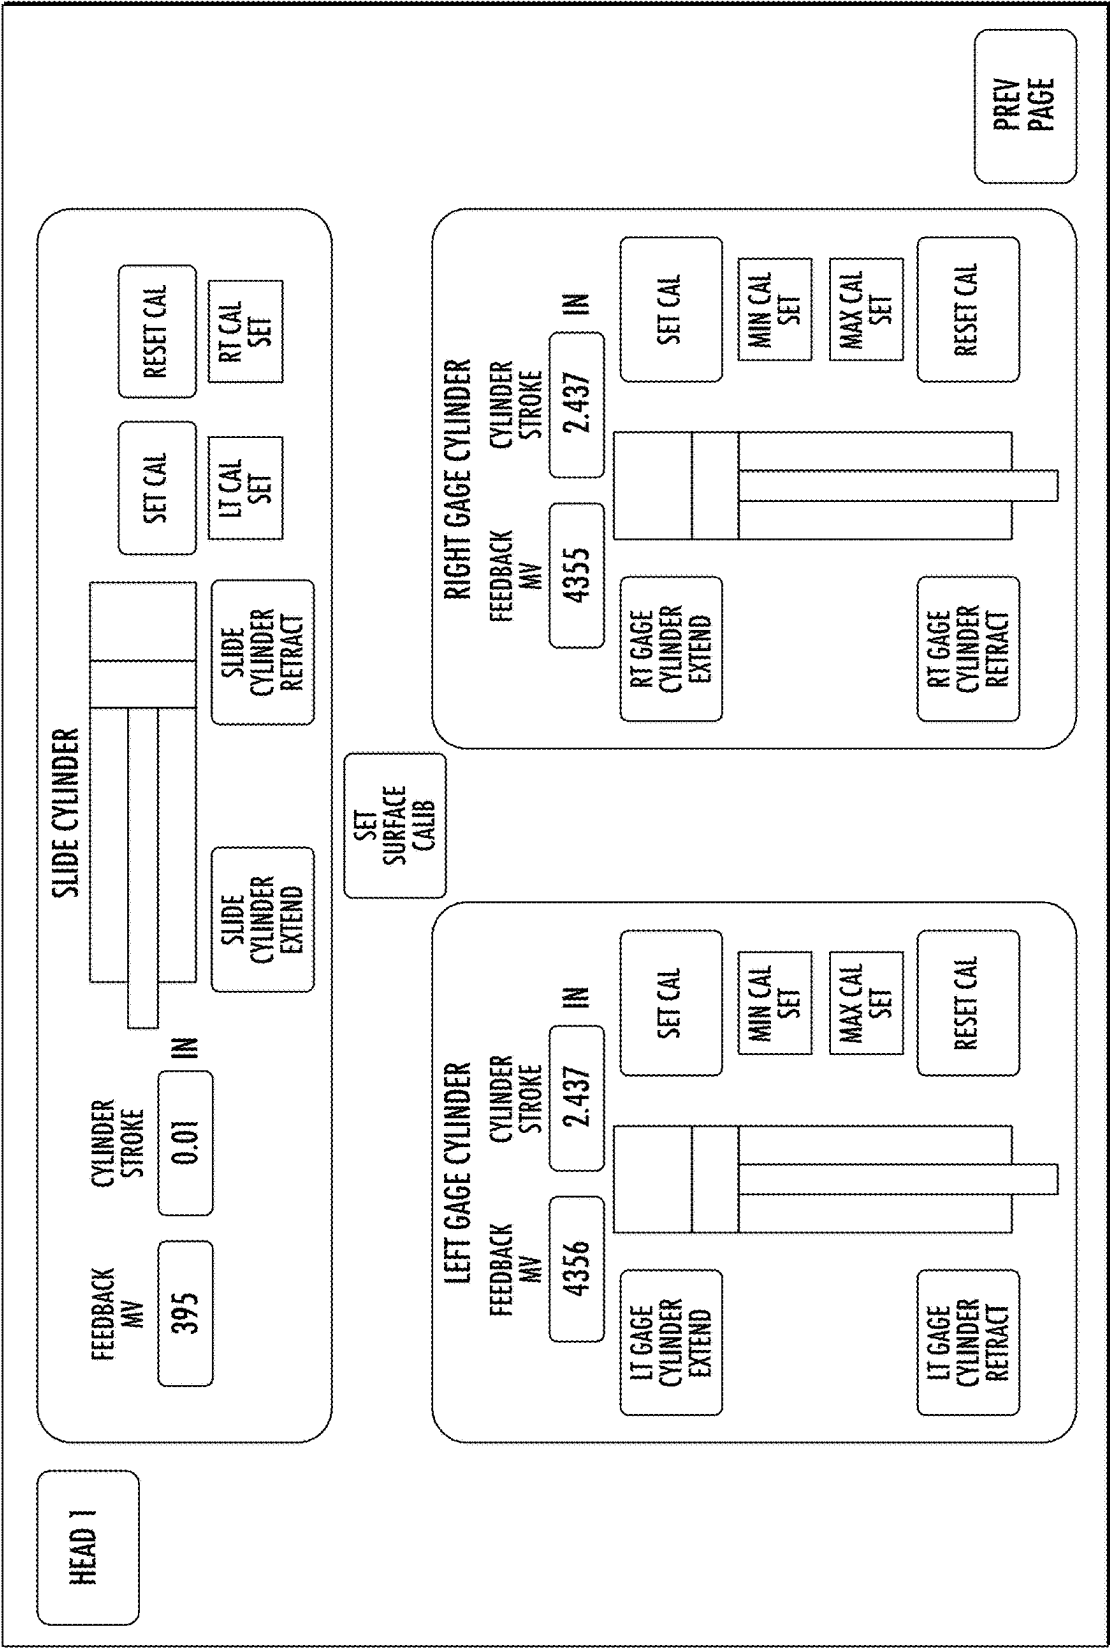 HEAD 1
SLIDE CYLINDER
FEEDBACK
MV
395
CYLINDER
STROKE
0.01
IN
SLIDE
CYLINDER
EXTEND
SLIDE
CYLINDER
RETRACT
SET CAL
RESET CAL
LT CAL
SET
RT CAL
SET
SET
SURFACE
CALIB
LEFT GAGE CYLINDER
FEEDBACK
MV
4356
CYLINDER
STROKE
2.437
IN
LT GAGE
CYLINDER
EXTEND
LT GAGE
CYLINDER
RETRACT
SET CAL
MIN CAL
SET
MAX CAL
SET
RESET CAL
RIGHT GAGE CYLINDER
FEEDBACK
MV
4355
CYLINDER
STROKE
2.437
IN
RT GAGE
CYLINDER
EXTEND
RT GAGE
CYLINDER
RETRACT
SET CAL
MIN CAL
SET
MAX CAL
SET
RESET CAL
PREV
PAGE